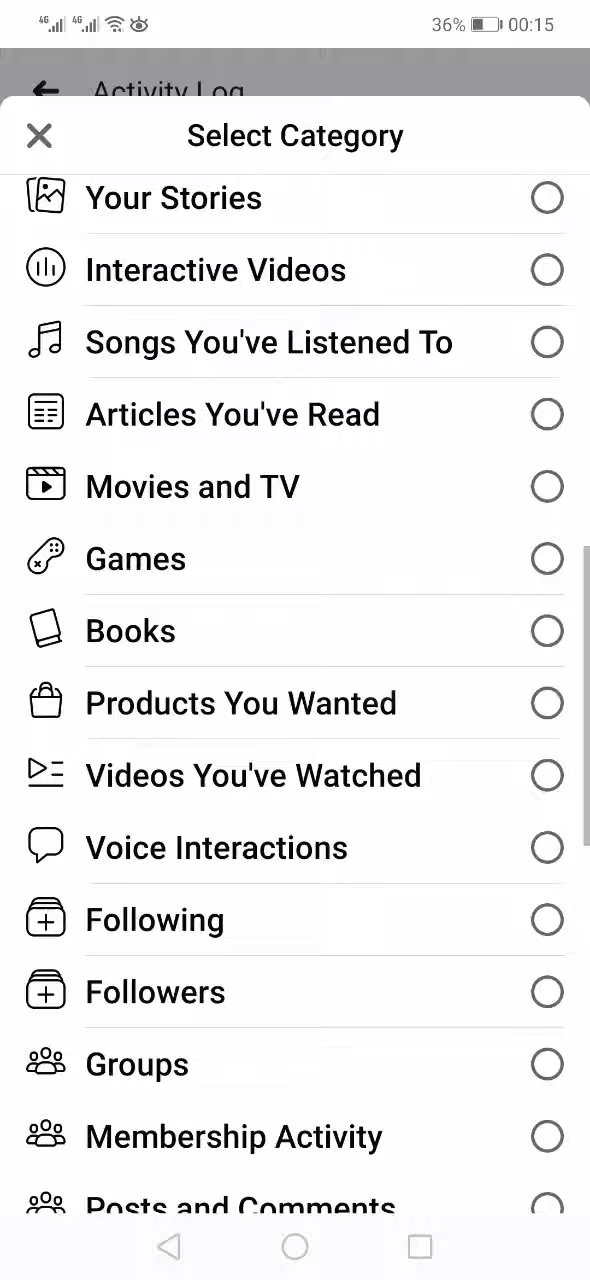 4G 4G 36% 00:15
Activity Log
Select Category
Your Stories
Interactive Videos
Songs You've Listened To
Articles You've Read
Movies and TV
Games
Books
Products You Wanted
Videos You've Watched
Voice Interactions
Following
Followers
Groups
Membership Activity
Posts and Comments